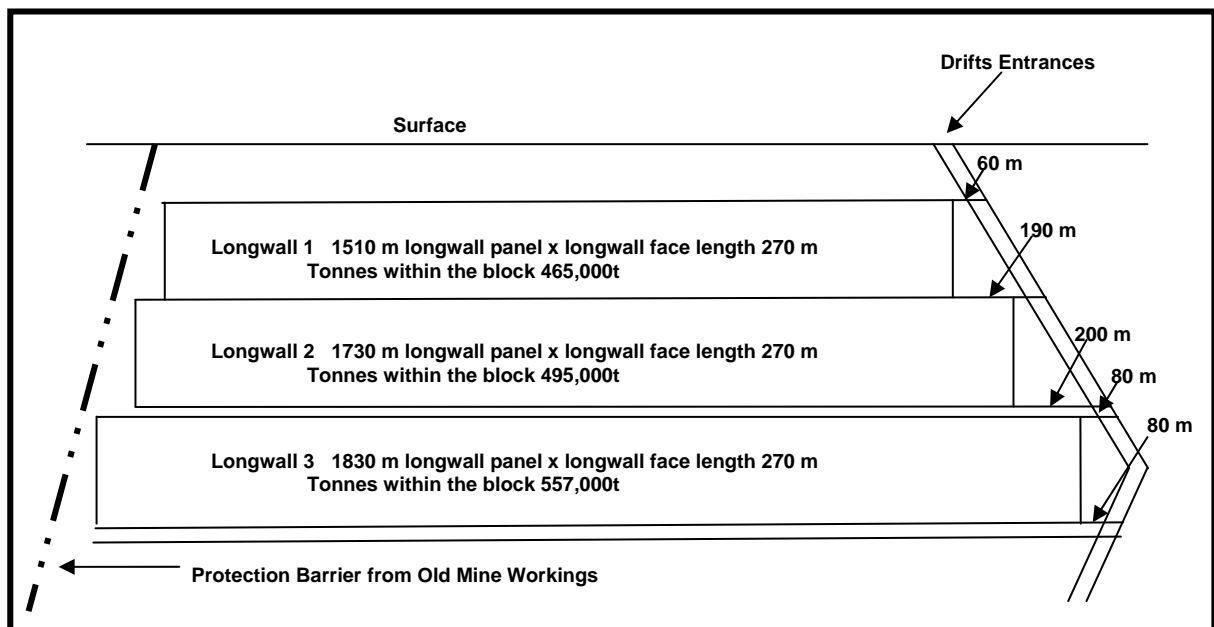 Drifts Entrances
Surface
60 m
Longwall 1 1510 m longwall panel x longwall face length 270 m
Tonnes within the block 465,000t
190 m
Longwall 2 1730 m longwall panel x longwall face length 270 m
Tonnes within the block 495,000t
200 m
80 m
80 m
Longwall 3 1830 m longwall panel x longwall face length 270 m
Tonnes within the block 557,000t
Protection Barrier from Old Mine Workings